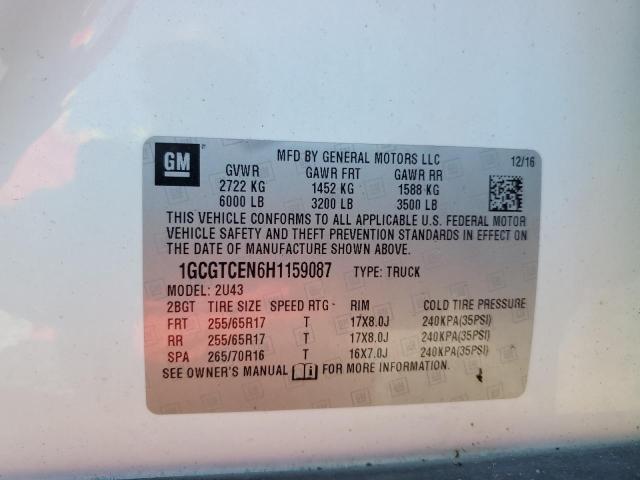 GM
MFD BY GENERAL MOTORS LLC 12/16
GVWR GAWR FRT GAWR RR
2722 KG 1452 KG 1588 KG
6000 LB 3200 LB 3500 LB
THIS VEHICLE CONFORMS TO ALL APPLICABLE U.S. FEDERAL MOTOR
VEHICLE SAFETY AND THEFT PREVENTION STANDARDS IN EFFECT ON
THE DATE OF MANUFACTURE SHOWN ABOVE.
1GCGTCEN6H1159087 TYPE: TRUCK
MODEL: 2U43
2BGT TIRE SIZE SPEED RTG RIM COLD TIRE PRESSURE
FRT 255/65R17 T 17X8.0J 240KPA(35PSI)
RR 255/65R17 T 17X8.0J 240KPA(35PSI)
SPA 265/70R16 T 16X7.0J 240KPA(35PSI)
SEE OWNER'S MANUAL FOR MORE INFORMATION.